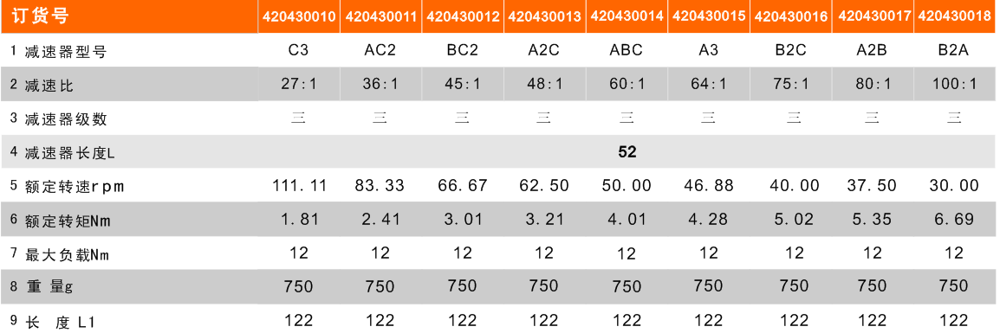 订货号 420430010 420430011 420430012 420430013 420430014 420430015 420430016 420430017 420430018
1 减速器型号 C3 AC2 BC2 A2C ABC A3 B2C A2B B2A
2 减速比 27:1 36:1 45:1 48:1 60:1 64:1 75:1 80:1 100:1
3 减速器级数 三 三 三 三 三 三 三 三 三
4 减速器长度L 52
5 额定转速rpm 111.11 83.33 66.67 62.50 50.00 46.88 40.00 37.50 30.00
6 额定转矩Nm 1.81 2.41 3.01 3.21 4.01 4.28 5.02 5.35 6.69
7 最大负载Nm 12 12 12 12 12 12 12 12 12
8 重 量g 750 750 750 750 750 750 750 750 750
9 长 度 L1 122 122 122 122 122 122 122 122 122